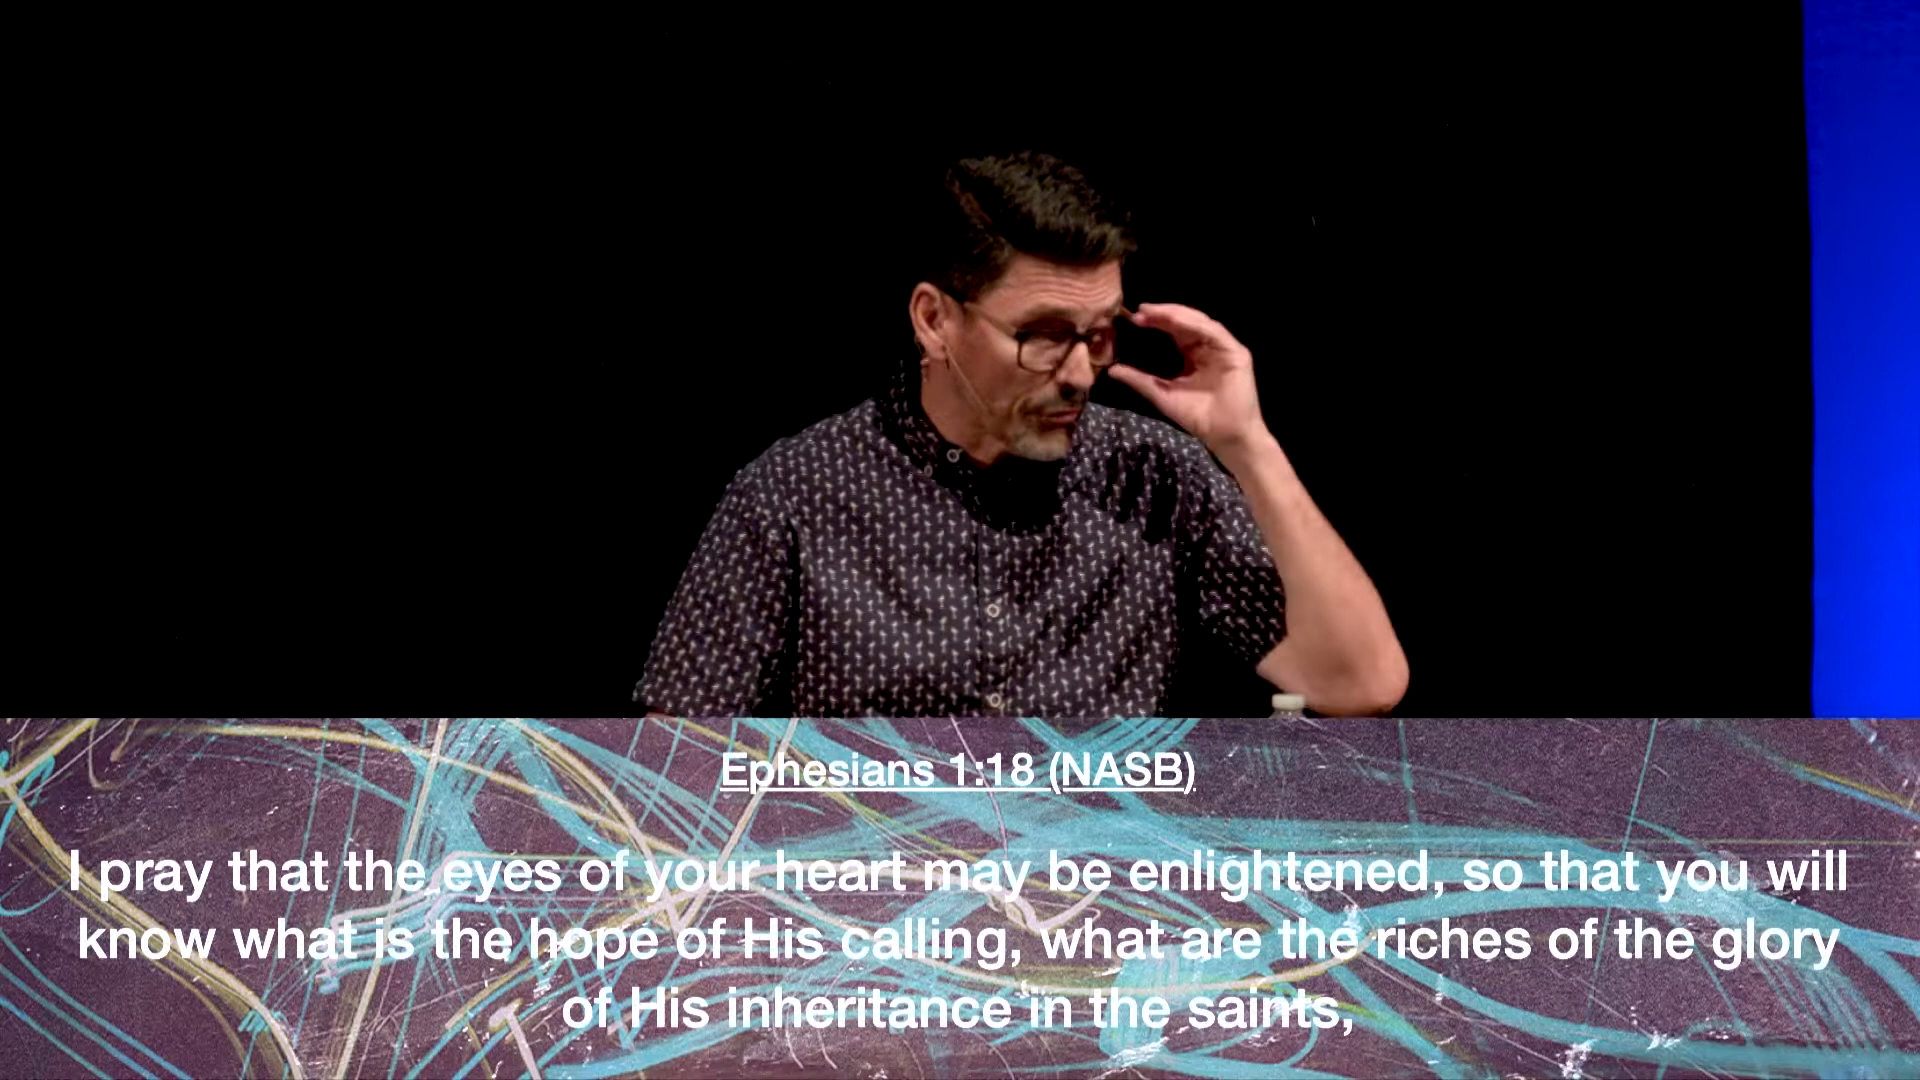 Ephesians 1:18 (NASB)
I pray that the eyes of your heart may be enlightened, so that you will
know what is the hope of His calling, what are the riches of the glory
of His inheritance in the saints,